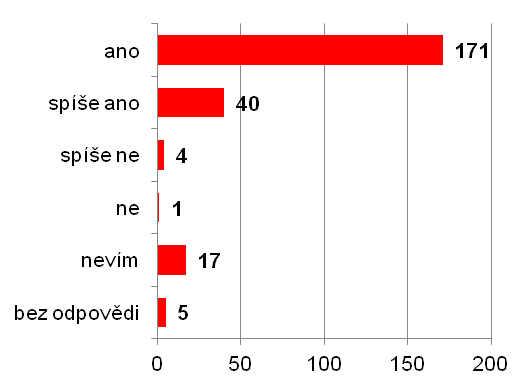 ano 171
spíše ano 40
spíše ne 4
ne 1
nevím 17
bez odpovědi 5
0 50 100 150 200